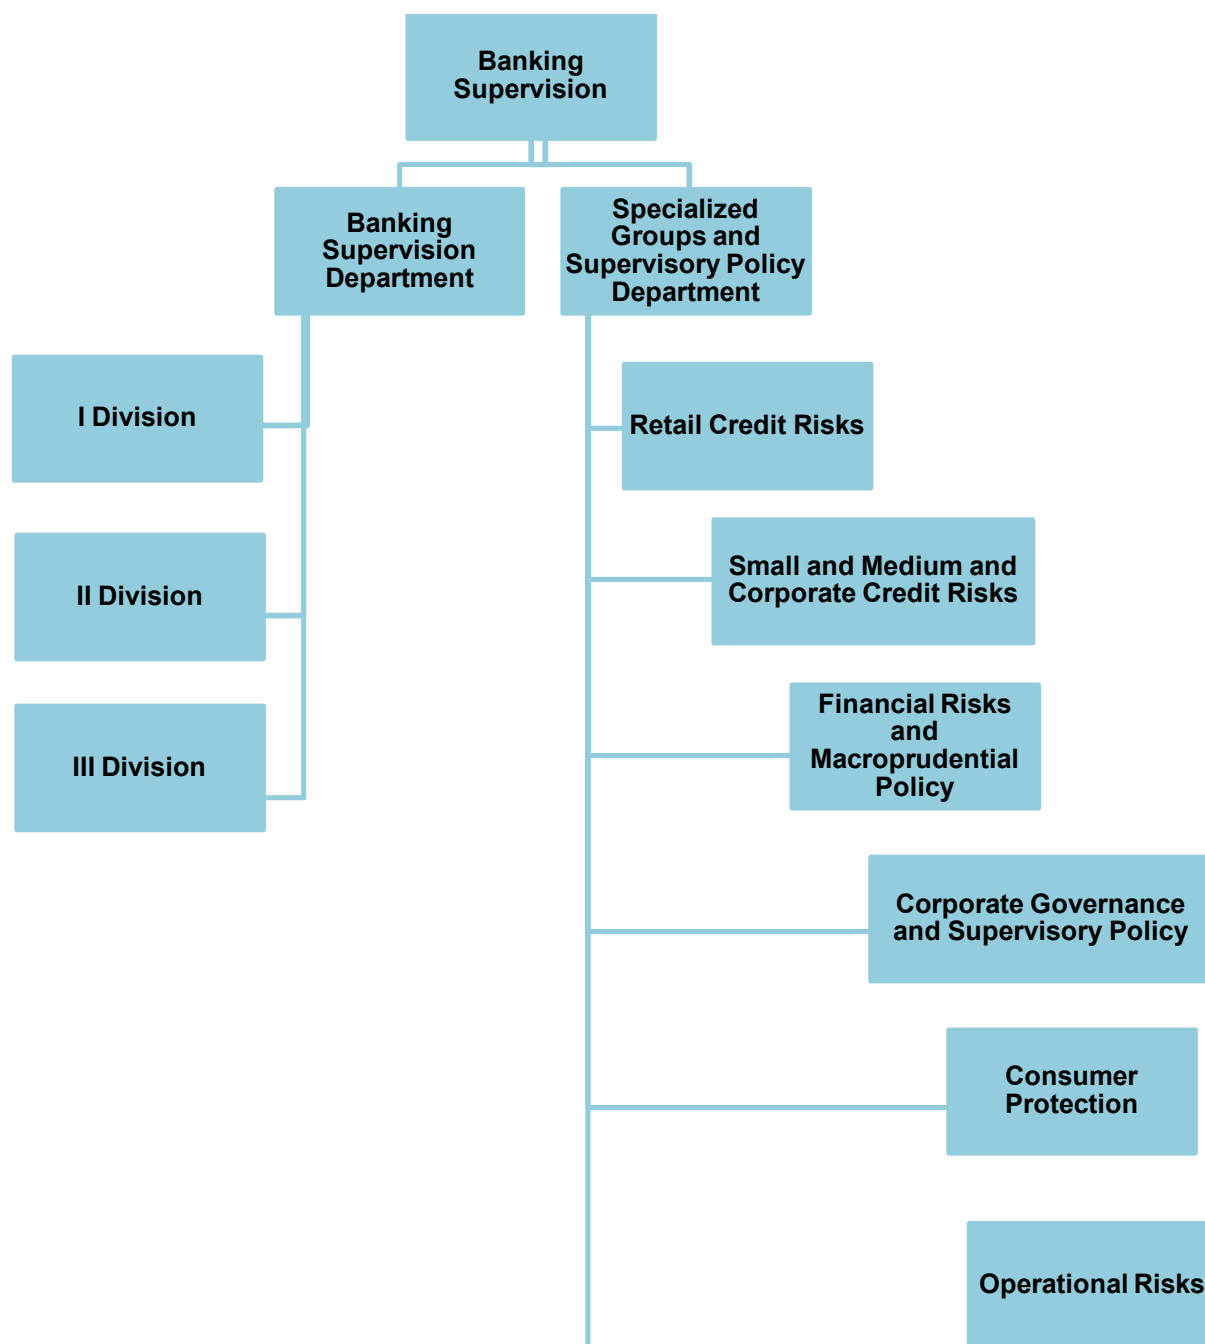 Banking
Supervision
Banking
Supervision
Department
Specialized
Groups and
Supervisory Policy
Department
I Division
II Division
III Division
Retail Credit Risks
Small and Medium and
Corporate Credit Risks
Financial Risks
and
Macroprudential
Policy
Corporate Governance
and Supervisory Policy
Consumer
Protection
Operational Risks